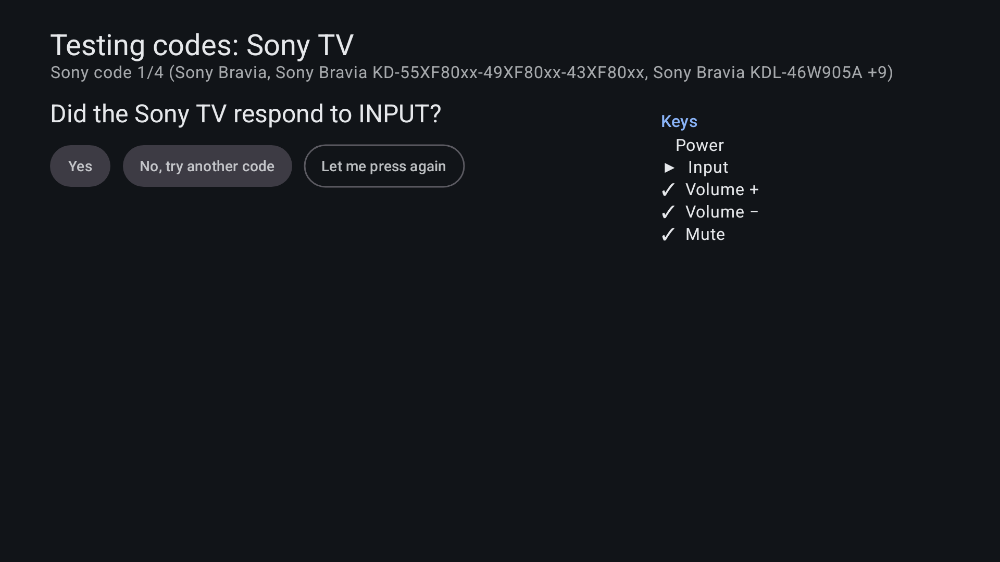 Testing codes: Sony TV
Sony code 1/4 (Sony Bravia, Sony Bravia KD-55XF80xx-49XF80xx-43XF80xx, Sony Bravia KDL-46W905A +9)
Did the Sony TV respond to INPUT?
Yes
No, try another code
Let me press again
Keys
Power
► Input
✓ Volume +
✓ Volume −
✓ Mute